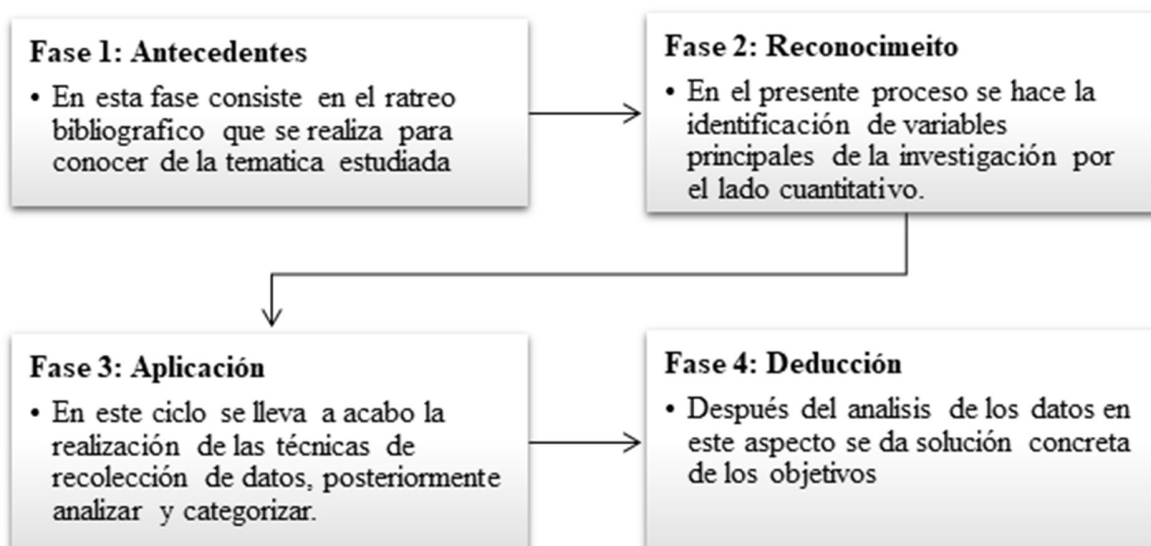 Fase 1: Antecedentes
• En esta fase consiste en el ratreo
bibliografico que se realiza para
conocer de la tematica estudiada
Fase 2: Reconocimeito
• En el presente proceso se hace la
identificación de variables
principales de la investigación por
el lado cuantitativo.
Fase 3: Aplicación
• En este ciclo se lleva a acabo la
realización de las técnicas de
recolección de datos, posteriormente
analizar y categorizar.
Fase 4: Deducción
• Después del analisis de los datos en
este aspecto se da solución concreta
de los objetivos